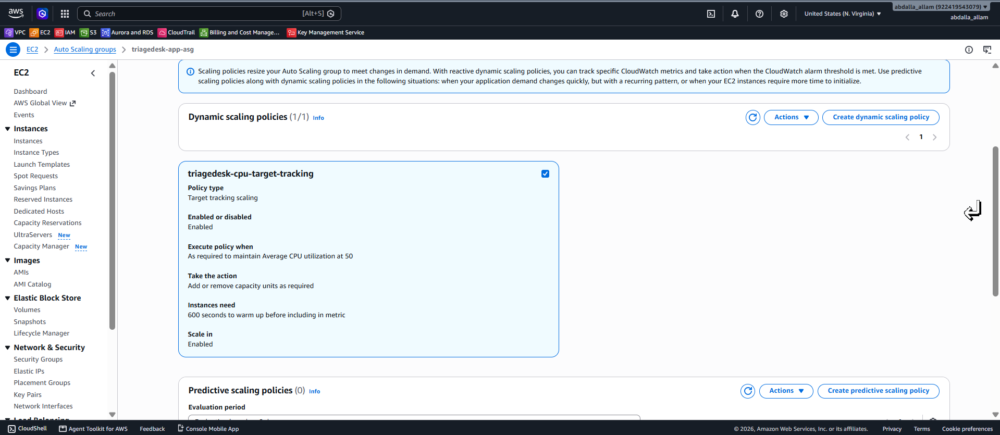 aws
Search
[Alt+S]
United States (N. Virginia)
abdalla_allam (922419543079)
abdalla_allam
VPC
EC2
IAM
S3
Aurora and RDS
CloudTrail
Billing and Cost Manage...
Key Management Service
EC2
Auto Scaling groups
triagedesk-app-asg
EC2
Dashboard
AWS Global View
Events
Instances
Instances
Instance Types
Launch Templates
Spot Requests
Savings Plans
Reserved Instances
Dedicated Hosts
Capacity Reservations
UltraServers New
Capacity Manager New
Images
AMIs
AMI Catalog
Elastic Block Store
Volumes
Snapshots
Lifecycle Manager
Network & Security
Security Groups
Elastic IPs
Placement Groups
Key Pairs
Network Interfaces
Load Balancing
Scaling policies resize your Auto Scaling group to meet changes in demand. With reactive dynamic scaling policies, you can track specific CloudWatch metrics and take action when the CloudWatch alarm threshold is met. Use predictive
scaling policies along with dynamic scaling policies in the following situations: when your application demand changes quickly, but with a recurring pattern, or when your EC2 instances require more time to initialize.
Dynamic scaling policies (1/1) Info
Actions
Create dynamic scaling policy
1
triagedesk-cpu-target-tracking
Policy type
Target tracking scaling
Enabled or disabled
Enabled
Execute policy when
As required to maintain Average CPU utilization at 50
Take the action
Add or remove capacity units as required
Instances need
600 seconds to warm up before including in metric
Scale in
Enabled
Predictive scaling policies (0) Info
Actions
Create predictive scaling policy
Evaluation period
CloudShell
Agent Toolkit for AWS
Feedback
Console Mobile App
© 2026, Amazon Web Services, Inc. or its affiliates.
Privacy
Terms
Cookie preferences